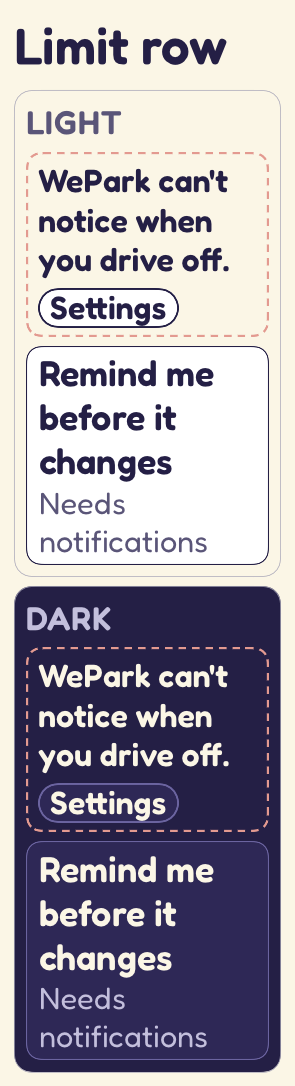 Limit row
LIGHT
WePark can't
notice when
you drive off.
Settings
Remind me
before it
changes
Needs
notifications
DARK
WePark can't
notice when
you drive off.
Settings
Remind me
before it
changes
Needs
notifications